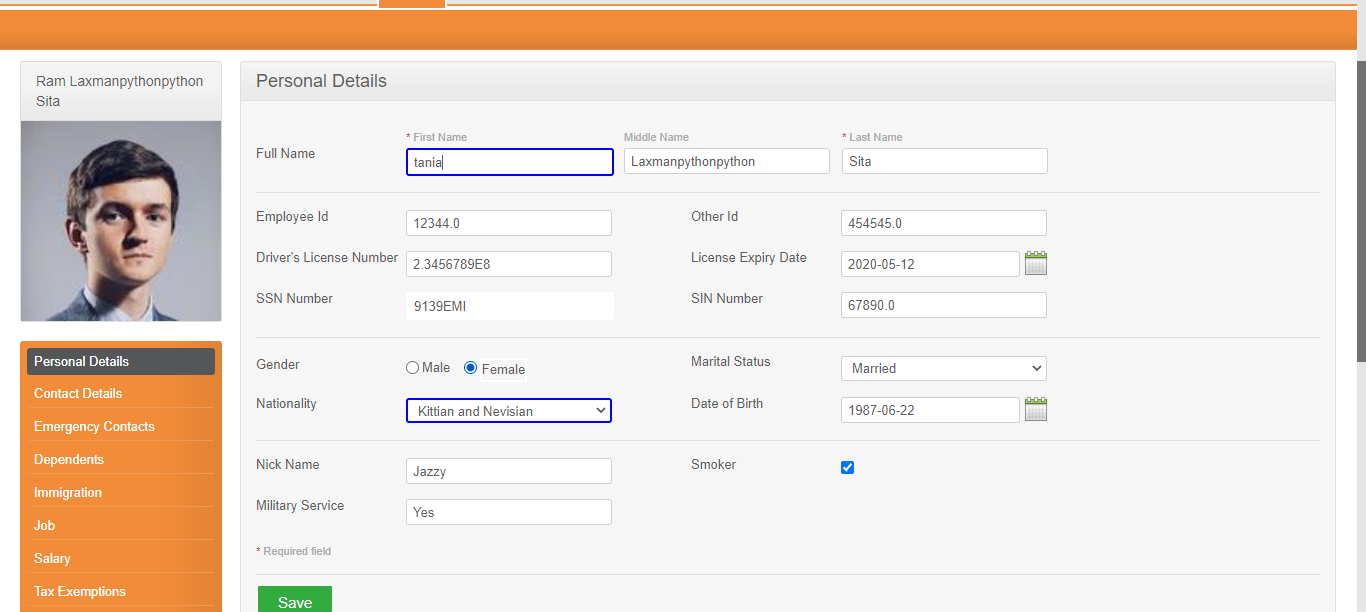 Ram Laxmanpythonpython
Sita
Personal Details
Contact Details
Emergency Contacts
Dependents
Immigration
Job
Salary
Tax Exemptions
Personal Details
* First Name Middle Name * Last Name
Full Name tania Laxmanpythonpython Sita
Employee Id 12344.0 Other Id 454545.0
Driver's License Number 2.3456789E8 License Expiry Date 2020-05-12
SSN Number 9139EMI SIN Number 67890.0
Gender Male Female Marital Status Married
Nationality Kittian and Nevisian Date of Birth 1987-06-22
Nick Name Jazzy Smoker
Military Service Yes
* Required field
Save